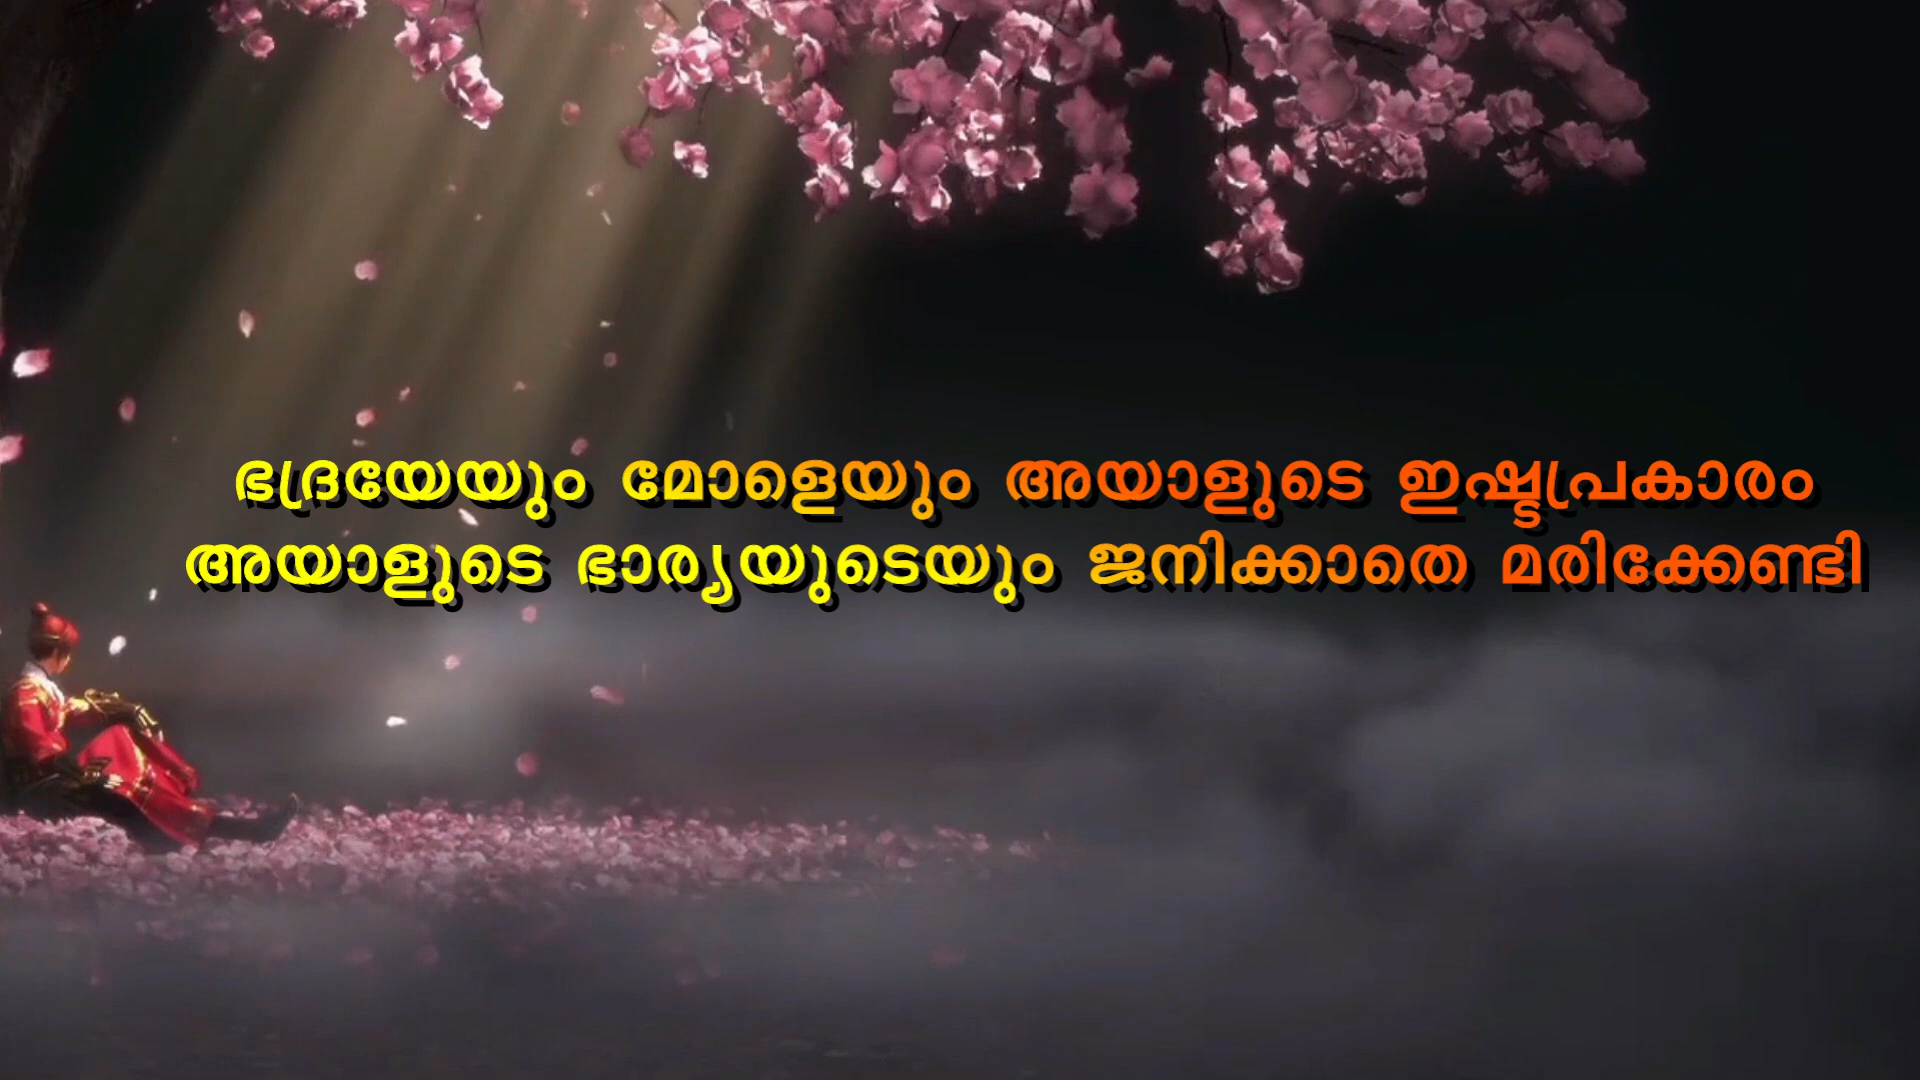 ഭദ്രയേയും മോളെയും അയാളുടെ ഇഷ്ടപ്രകാരം
അയാളുടെ ഭാര്യയുടെയും ജനിക്കാതെ മരിക്കേണ്ടി